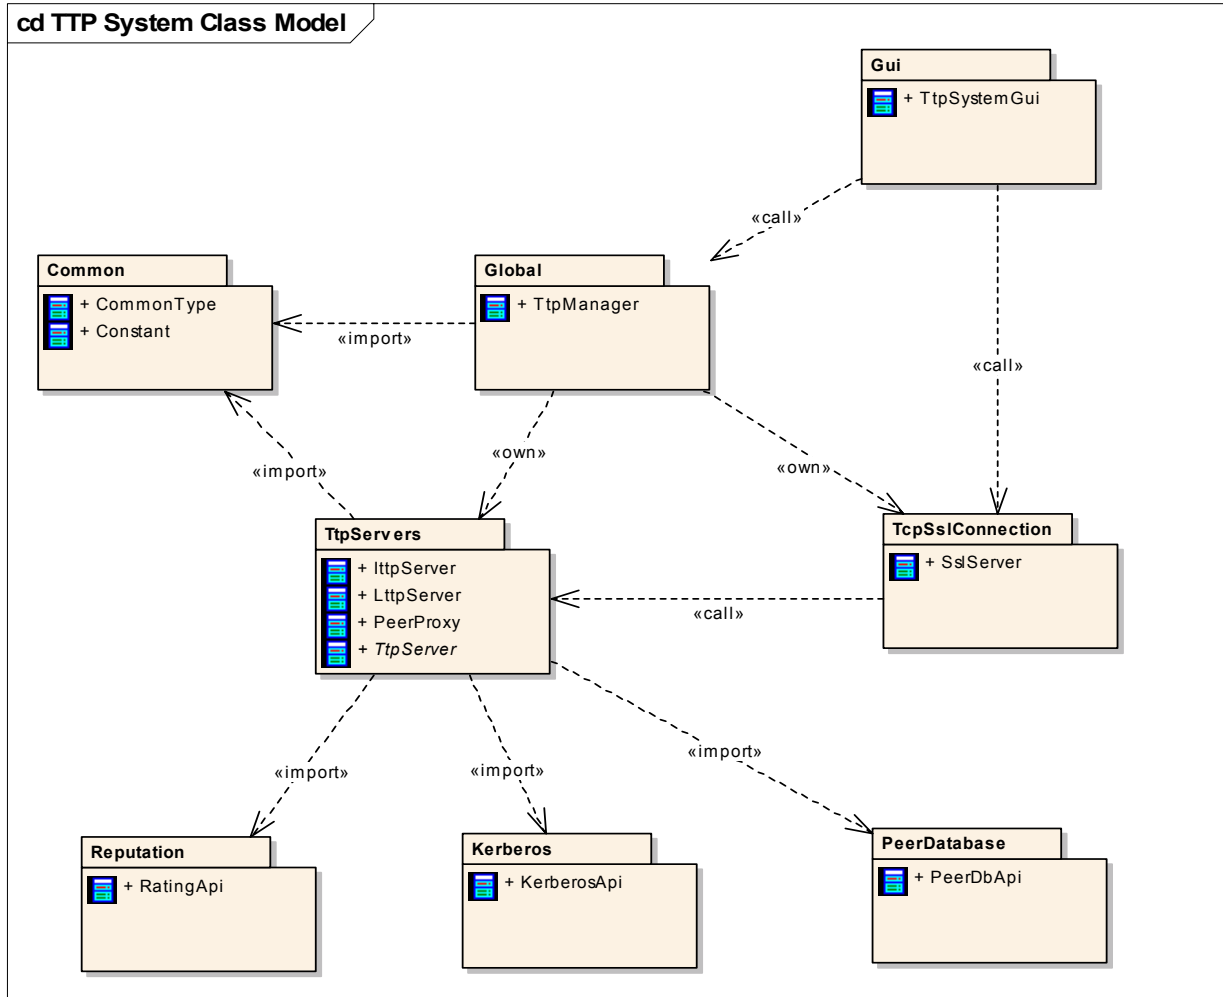 cd TTP System Class Model
Gui
+ TtpSystemGui
«call»
Common
+ CommonType
+ Constant
Global
+ TtpManager
«import»
«call»
«import»
«own»
«own»
TtpServers
+ IttpServer
+ LttpServer
+ PeerProxy
+ TtpServer
TcpSslConnection
+ SslServer
«call»
«import»
«import»
«import»
Reputation
+ RatingApi
Kerberos
+ KerberosApi
PeerDatabase
+ PeerDbApi